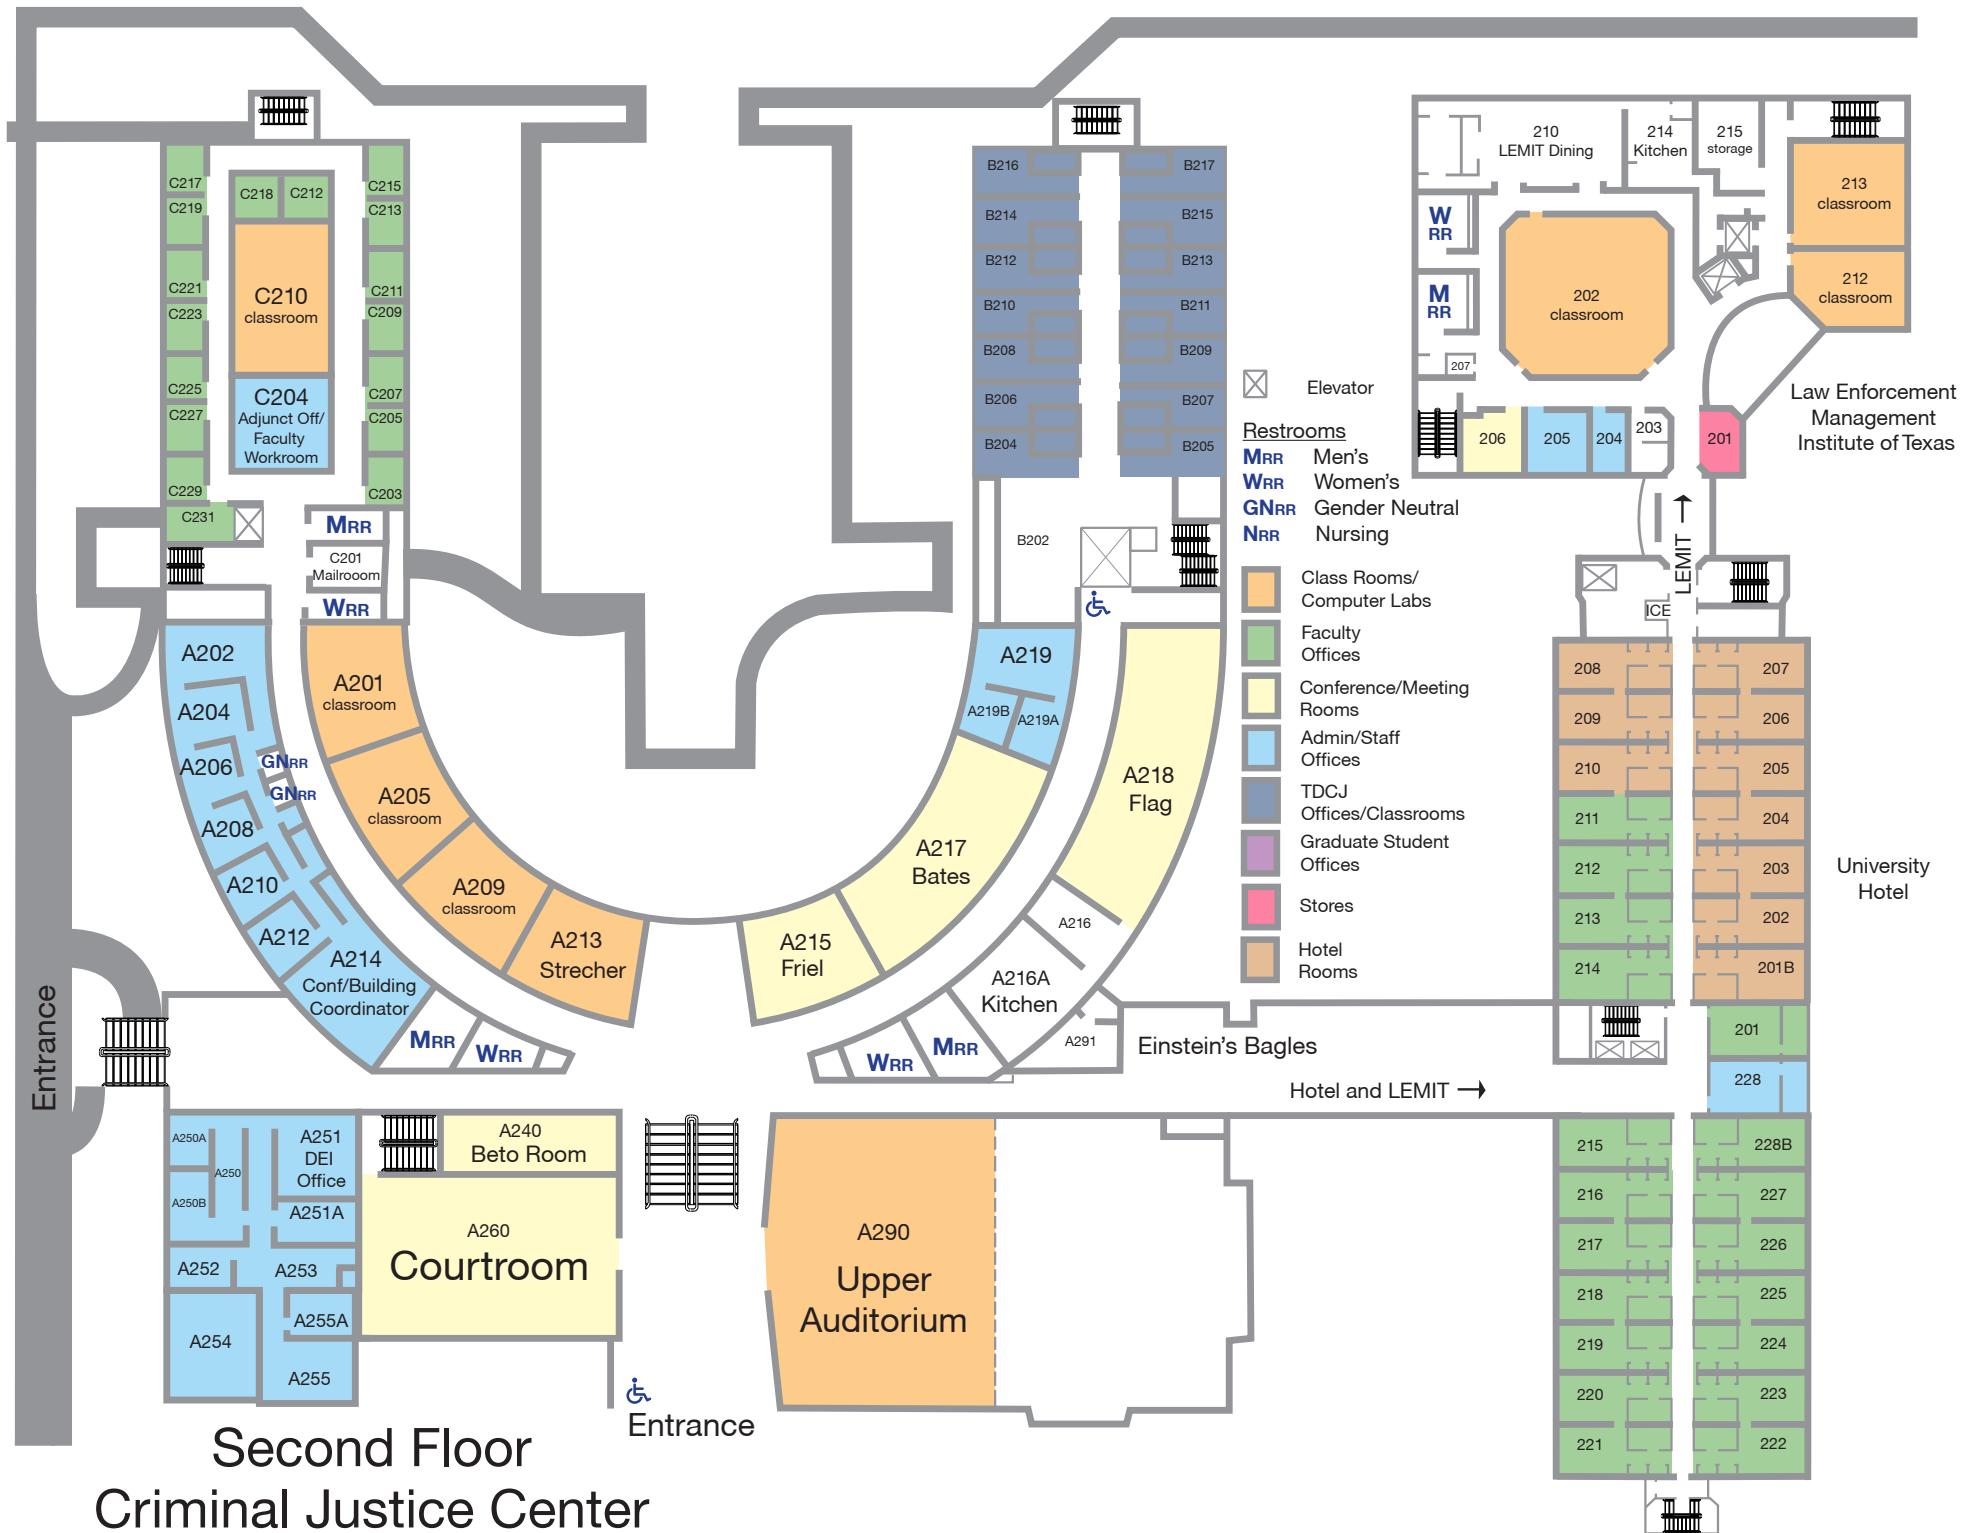 C217
C219
C221
C223
C225
C227
C229
C231
C218
C212
C210
classroom
C204
Adjunct Off/
Faculty
Workroom
C215
C213
C211
C209
C207
C205
C203
MRR
C201
Mailrooom
WRR
B216
B217
B214
B215
B212
B213
B210
B211
B208
B209
B206
B207
B204
B205
B202
210
LEMIT Dining
214
Kitchen
215
storage
213
classroom
212
classroom
W
RR
M
RR
202
classroom
207
206
205
204
203
201
Law Enforcement
Management
Institute of Texas
Elevator
Restrooms
MRR Men's
WRR Women's
GNRR Gender Neutral
NRR Nursing
Class Rooms/
Computer Labs
Faculty
Offices
Conference/Meeting
Rooms
Admin/Staff
Offices
TDCJ
Offices/Classrooms
Graduate Student
Offices
Stores
Hotel
Rooms
LEMIT
ICE
208
207
209
206
210
205
211
204
212
203
213
202
214
201B
University
Hotel
201
228
215
228B
216
227
217
226
218
225
219
224
220
223
221
222
A202
A204
A206
GNRR
GNRR
A208
A210
A212
A214
Conf/Building
Coordinator
MRR
WRR
A201
classroom
A205
classroom
A209
classroom
A213
Strecher
A219
A219B
A219A
A218
Flag
A217
Bates
A215
Friel
A216
A216A
Kitchen
A291
WRR
MRR
Einstein's Bagles
Hotel and LEMIT
Entrance
A250A
A250
A250B
A251
DEI
Office
A251A
A252
A253
A254
A255A
A255
A240
Beto Room
A260
Courtroom
A290
Upper
Auditorium
Entrance
Second Floor
Criminal Justice Center